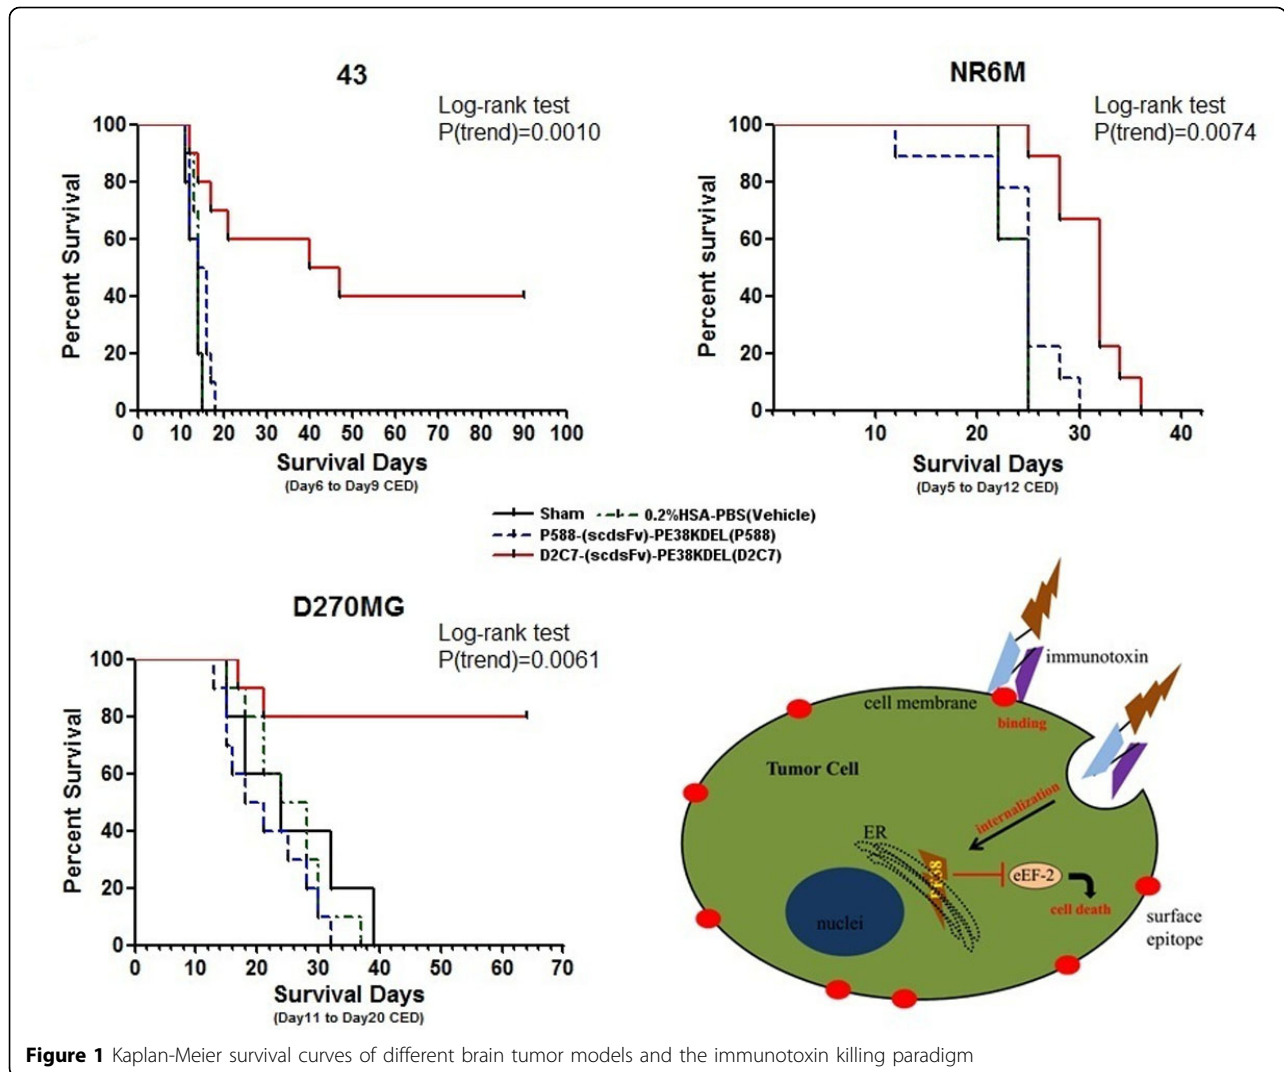 43
Log-rank test
P(trend)=0.0010
Percent Survival
100
80
60
40
20
0
0 10 20 30 40 50 60 70 80 90 100
Survival Days
(Day6 to Day9 CED)
NR6M
Log-rank test
P(trend)=0.0074
Percent survival
100
80
60
40
20
0
10 20 30 40
Survival Days
(Day5 to Day12 CED)
Sham 0.2%HSA-PBS(Vehicle)
P588-(scdsFv)-PE38KDEL(P588)
D2C7-(scdsFv)-PE38KDEL(D2C7)
D270MG
Log-rank test
P(trend)=0.0061
Percent Survival
100
80
60
40
20
0
0 10 20 30 40 50 60 70
Survival Days
(Day11 to Day20 CED)
immunotoxin
cell membrane
binding
Tumor Cell
internalization
ER
PE38
eEF-2
cell death
nuclei
surface
epitope
Figure 1 Kaplan-Meier survival curves of different brain tumor models and the immunotoxin killing paradigm